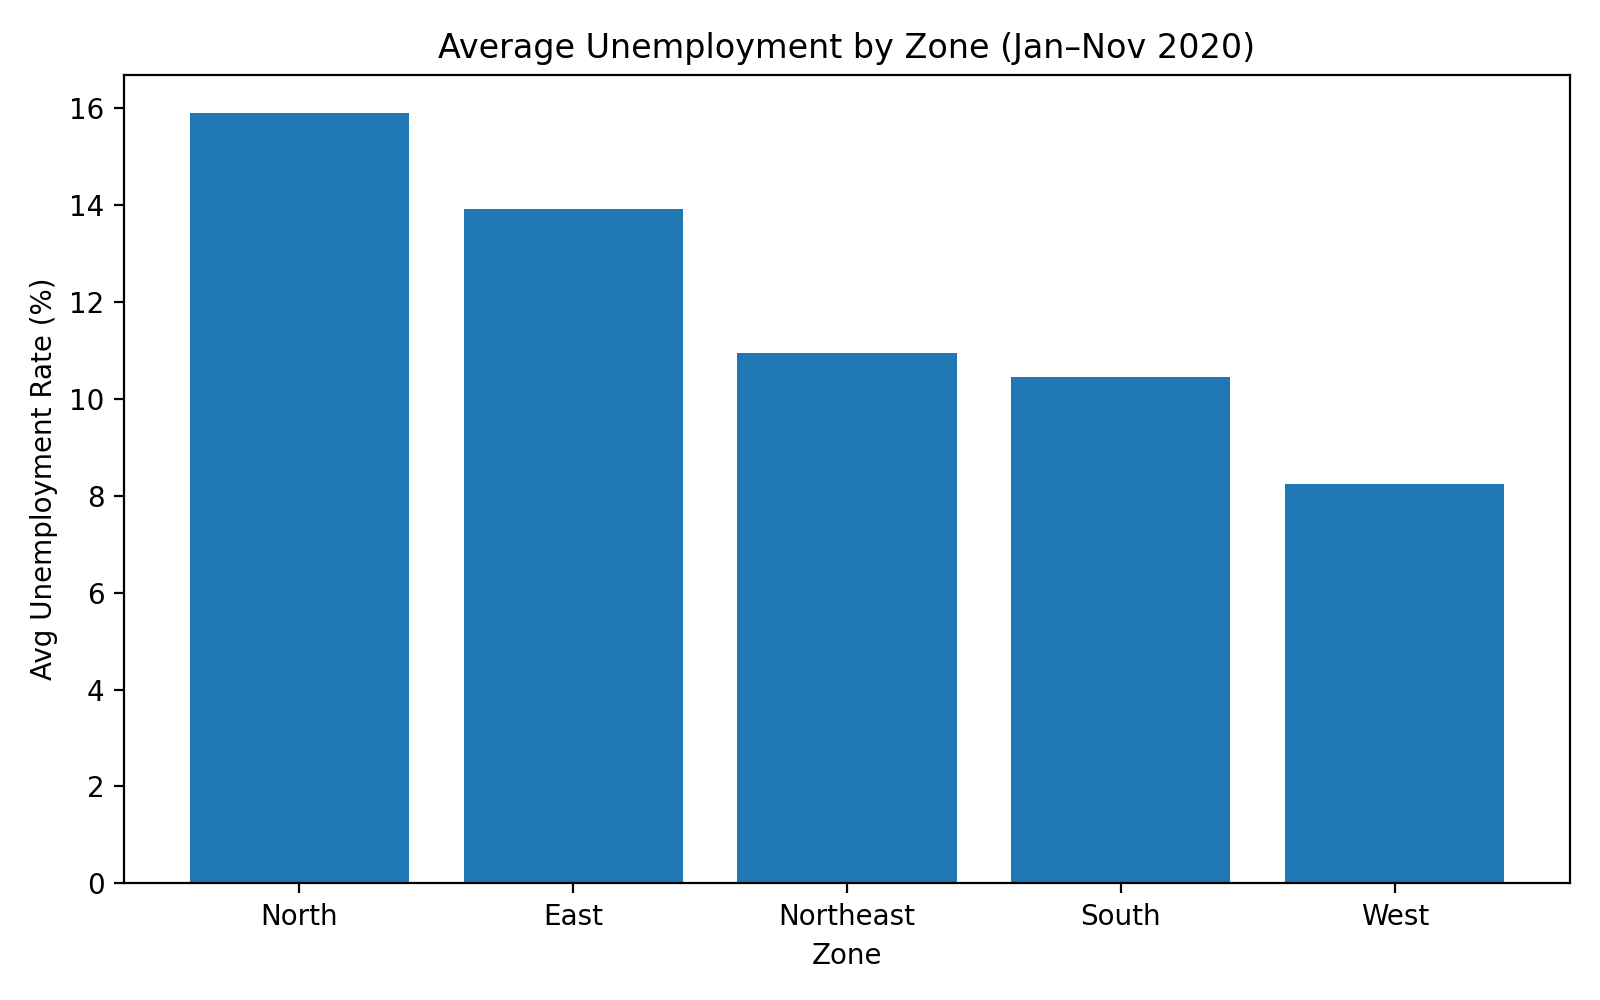 Average Unemployment by Zone (Jan–Nov 2020)
Avg Unemployment Rate (%)
16
14
12
10
8
6
4
2
0
North East Northeast South West
Zone